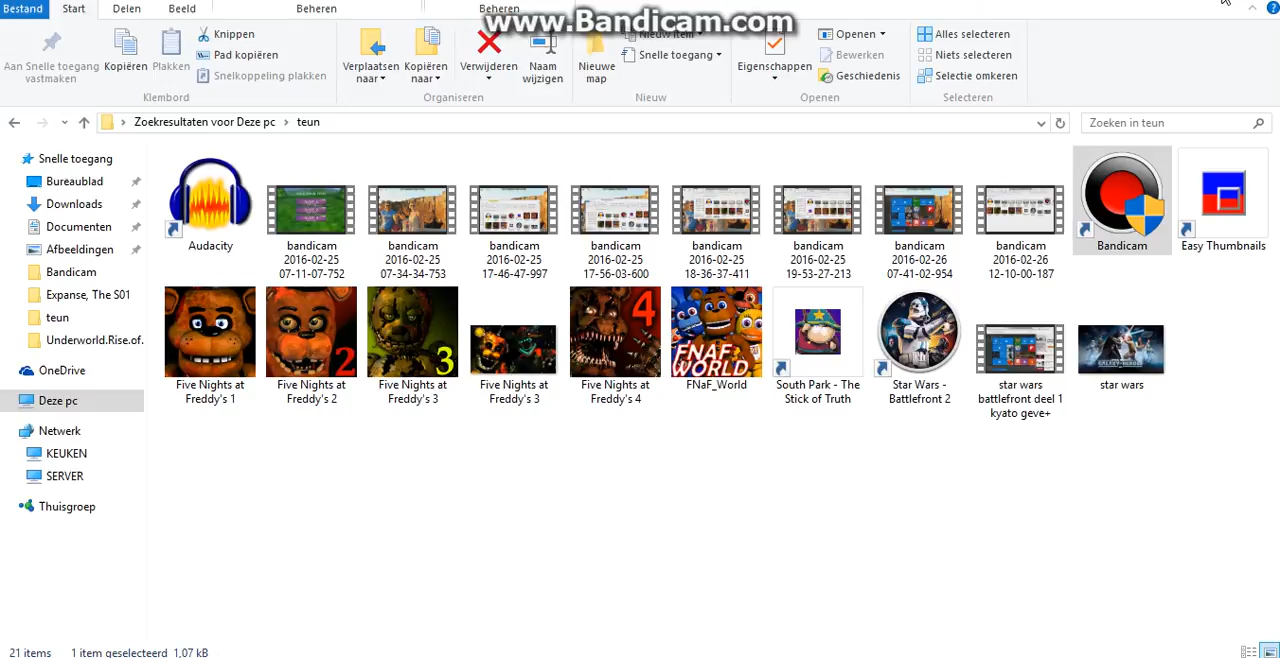 Bestand Start Delen Beeld Beheren Beheren
www.Bandicam.com
Aan Snelle toegang vastmaken
Kopiëren
Plakken
Knippen
Pad kopiëren
Snelkoppeling plakken
Klembord
Verplaatsen naar
Kopiëren naar
Verwijderen
Naam wijzigen
Organiseren
Nieuwe map
Nieuw item
Snelle toegang
Nieuw
Eigenschappen
Openen
Bewerken
Geschiedenis
Openen
Alles selecteren
Niets selecteren
Selectie omkeren
Selecteren
Zoekresultaten voor Deze pc › teun
Zoeken in teun
Snelle toegang
Bureaublad
Downloads
Documenten
Afbeeldingen
Bandicam
Expanse, The S01
teun
Underworld.Rise.of.
OneDrive
Deze pc
Netwerk
KEUKEN
SERVER
Thuisgroep
Audacity
bandicam
2016-02-25
07-11-07-752
bandicam
2016-02-25
07-34-34-753
bandicam
2016-02-25
17-46-47-997
bandicam
2016-02-25
17-56-03-600
bandicam
2016-02-25
18-36-37-411
bandicam
2016-02-25
19-53-27-213
bandicam
2016-02-26
07-41-02-954
bandicam
2016-02-26
12-10-00-187
Bandicam
Easy Thumbnails
2
3
4
FNAF
WORLD
Five Nights at
Freddy's 1
Five Nights at
Freddy's 2
Five Nights at
Freddy's 3
Five Nights at
Freddy's 3
Five Nights at
Freddy's 4
FNaF_World
South Park - The
Stick of Truth
Star Wars -
Battlefront 2
star wars
battlefront deel 1
kyato geve+
star wars
21 items 1 item geselecteerd 1,07 kB